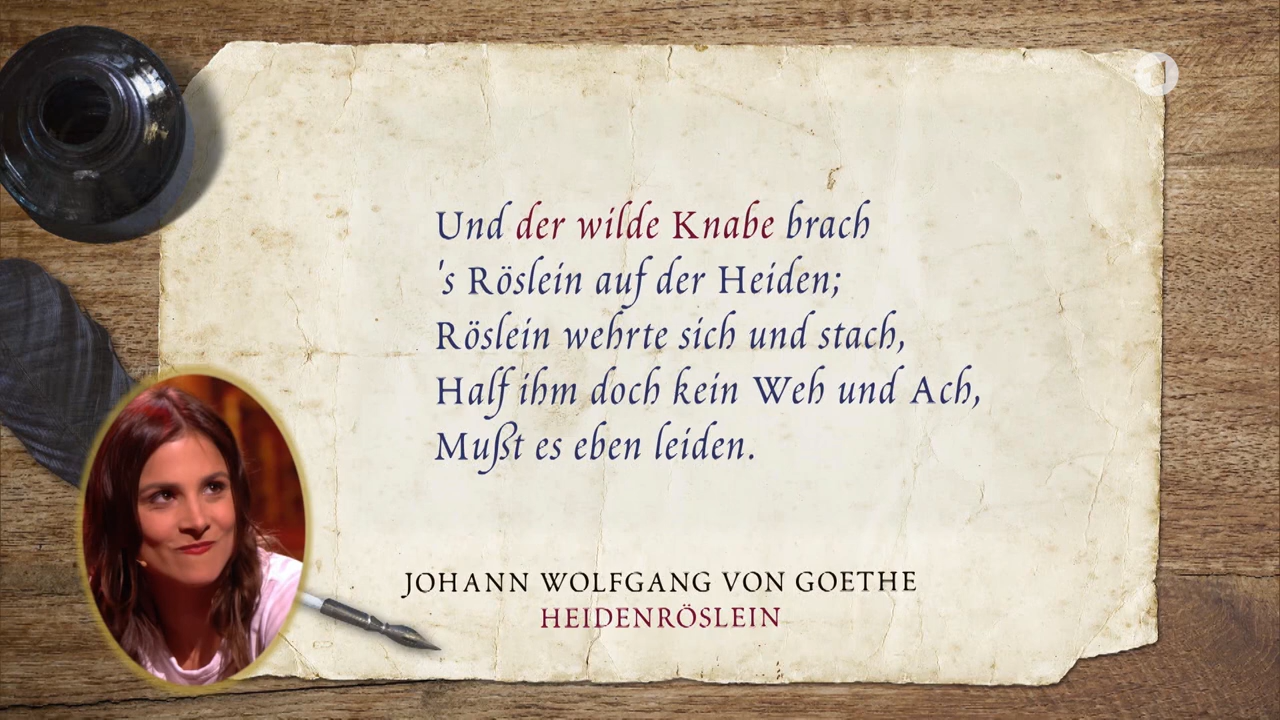 Und der wilde Knabe brach
's Röslein auf der Heiden;
Röslein wehrte sich und stach,
Half ihm doch kein Weh und Ach,
Mußt es eben leiden.
JOHANN WOLFGANG VON GOETHE
HEIDENRÖSLEIN
1